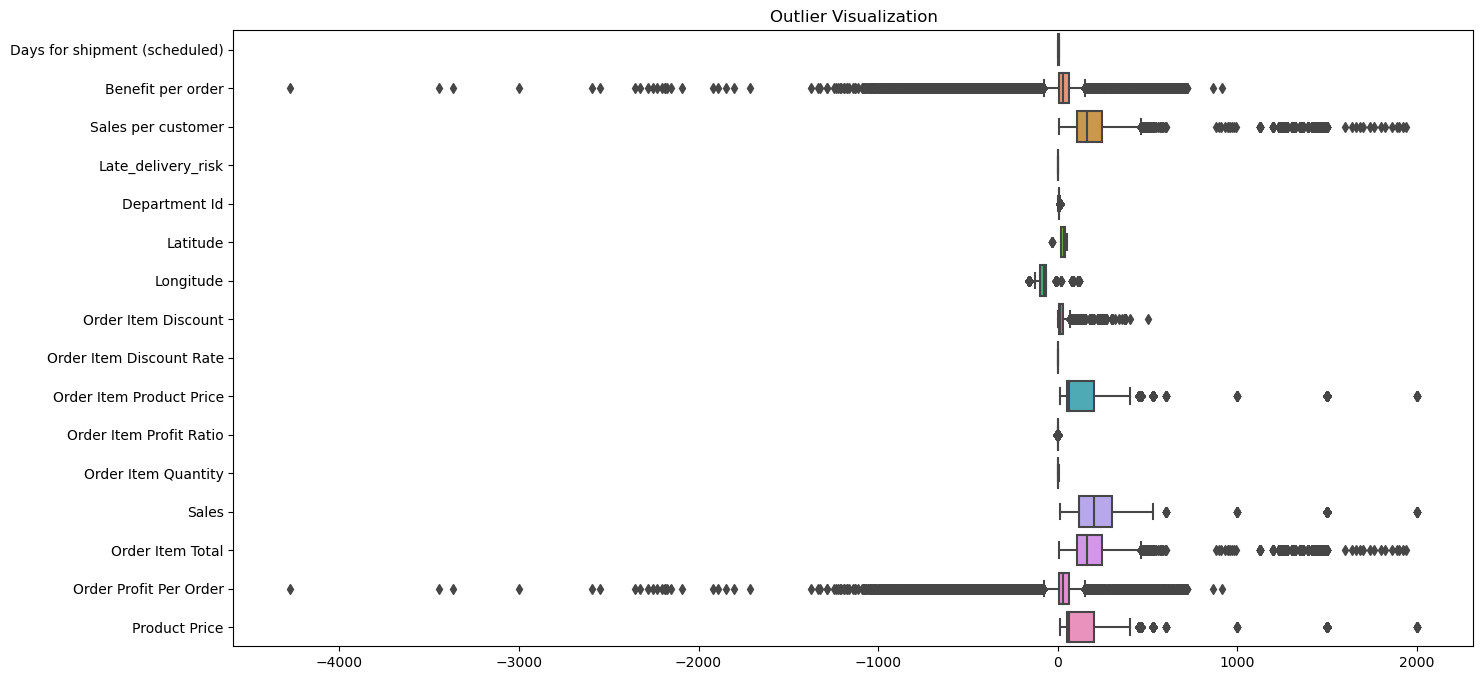 Outlier Visualization
Days for shipment (scheduled)
Benefit per order
Sales per customer
Late_delivery_risk
Department Id
Latitude
Longitude
Order Item Discount
Order Item Discount Rate
Order Item Product Price
Order Item Profit Ratio
Order Item Quantity
Sales
Order Item Total
Order Profit Per Order
Product Price
−4000 −3000 −2000 −1000 0 1000 2000